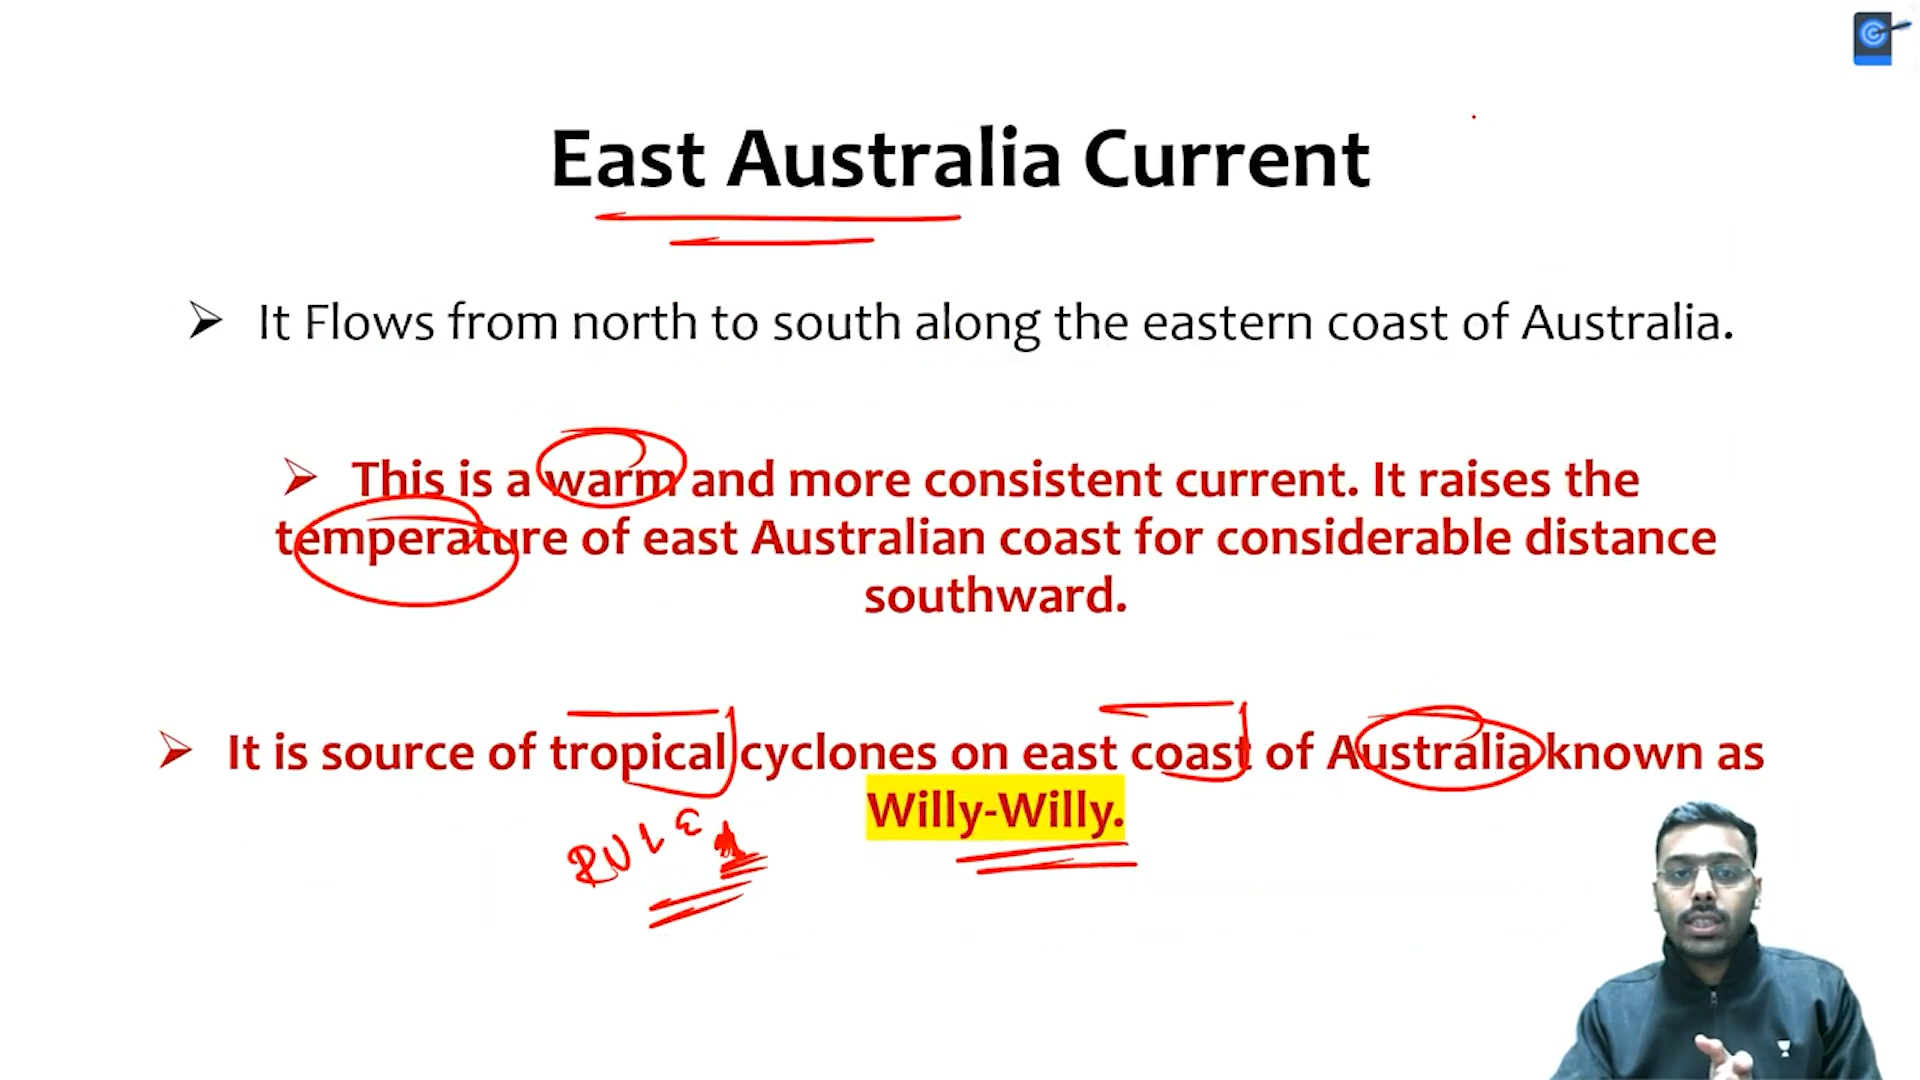 East Australia Current
It Flows from north to south along the eastern coast of Australia.
This is a warm and more consistent current. It raises the
temperature of east Australian coast for considerable distance
southward.
It is source of tropical cyclones on east coast of Australia known as
Willy-Willy.
RULE